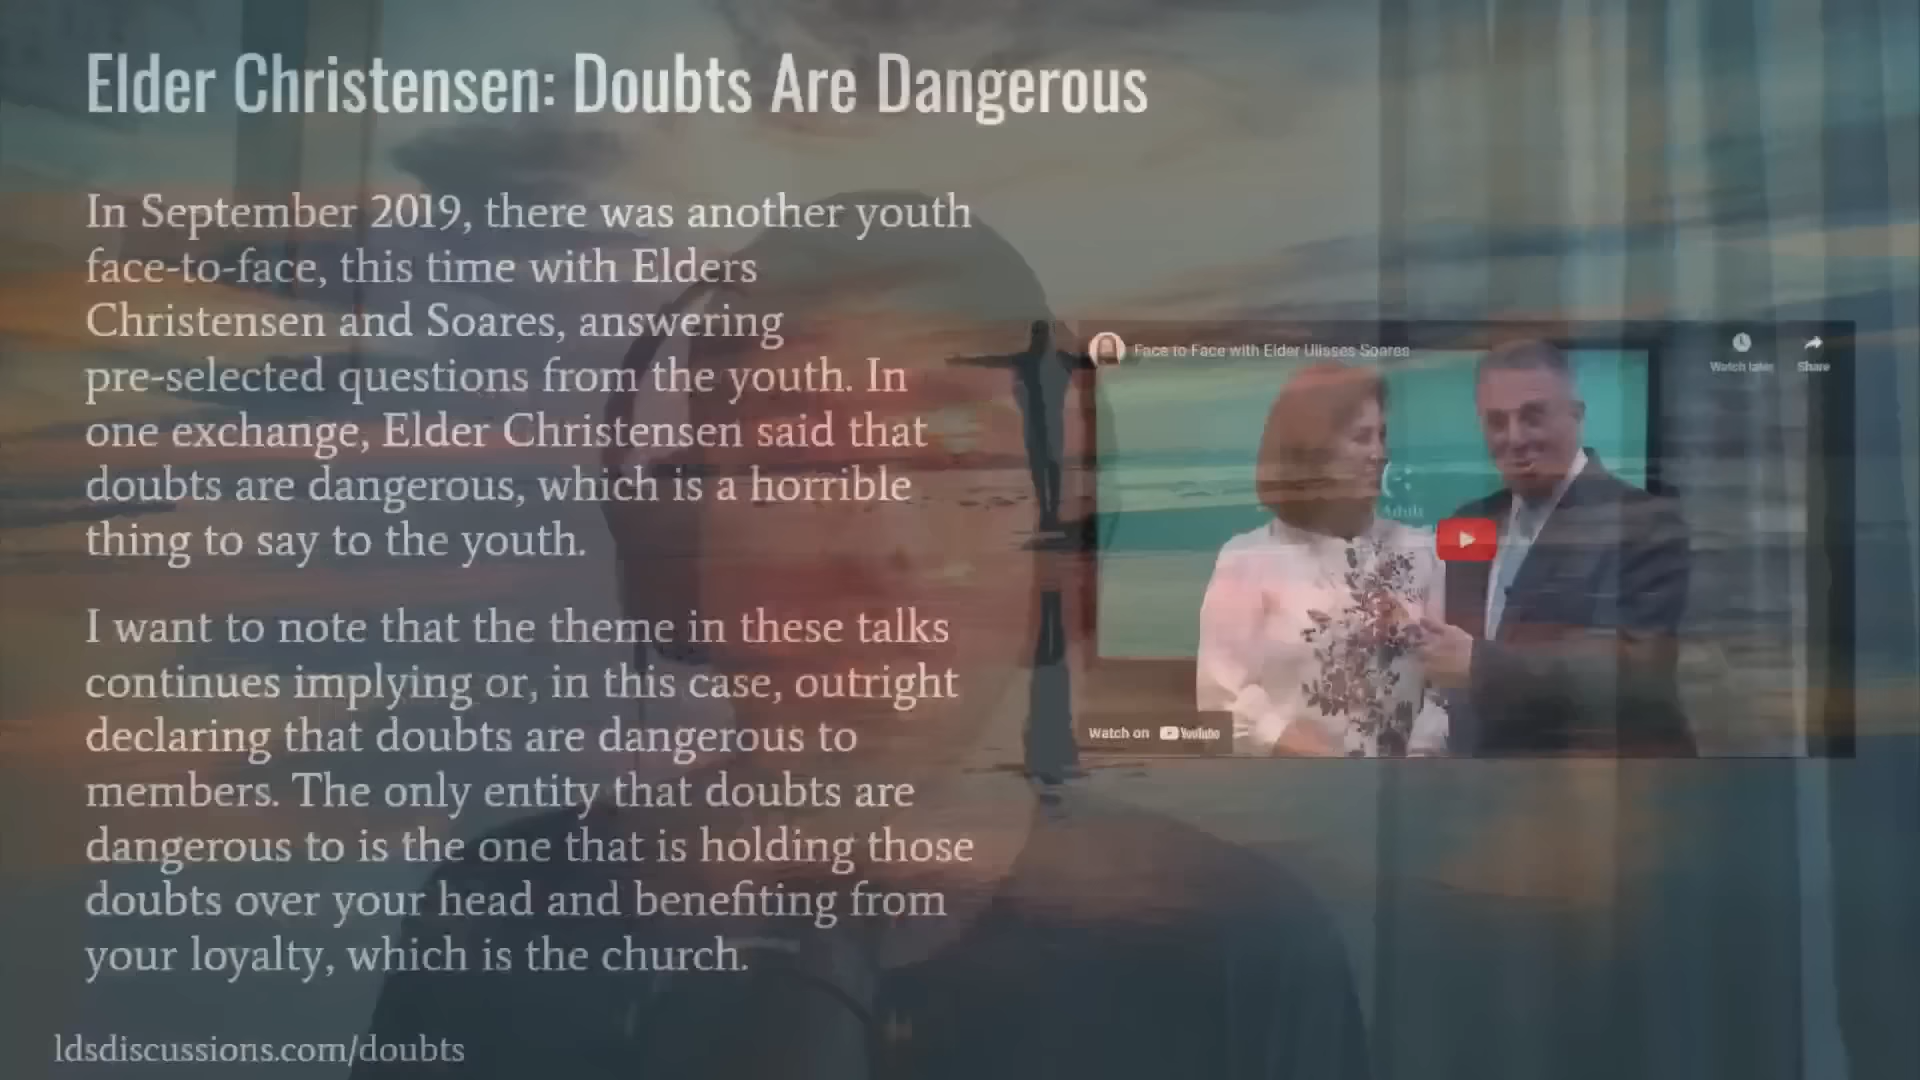 Elder Christensen: Doubts Are Dangerous
In September 2019, there was another youth
face-to-face, this time with Elders
Christensen and Soares, answering
pre-selected questions from the youth. In
one exchange, Elder Christensen said that
doubts are dangerous, which is a horrible
thing to say to the youth.
I want to note that the theme in these talks
continues implying or, in this case, outright
declaring that doubts are dangerous to
members. The only entity that doubts are
dangerous to is the one that is holding those
doubts over your head and benefiting from
your loyalty, which is the church.
Face to Face with Elder Ulisses Soares
Watch later
Share
Adult
Watch on YouTube
ldsdiscussions.com/doubts